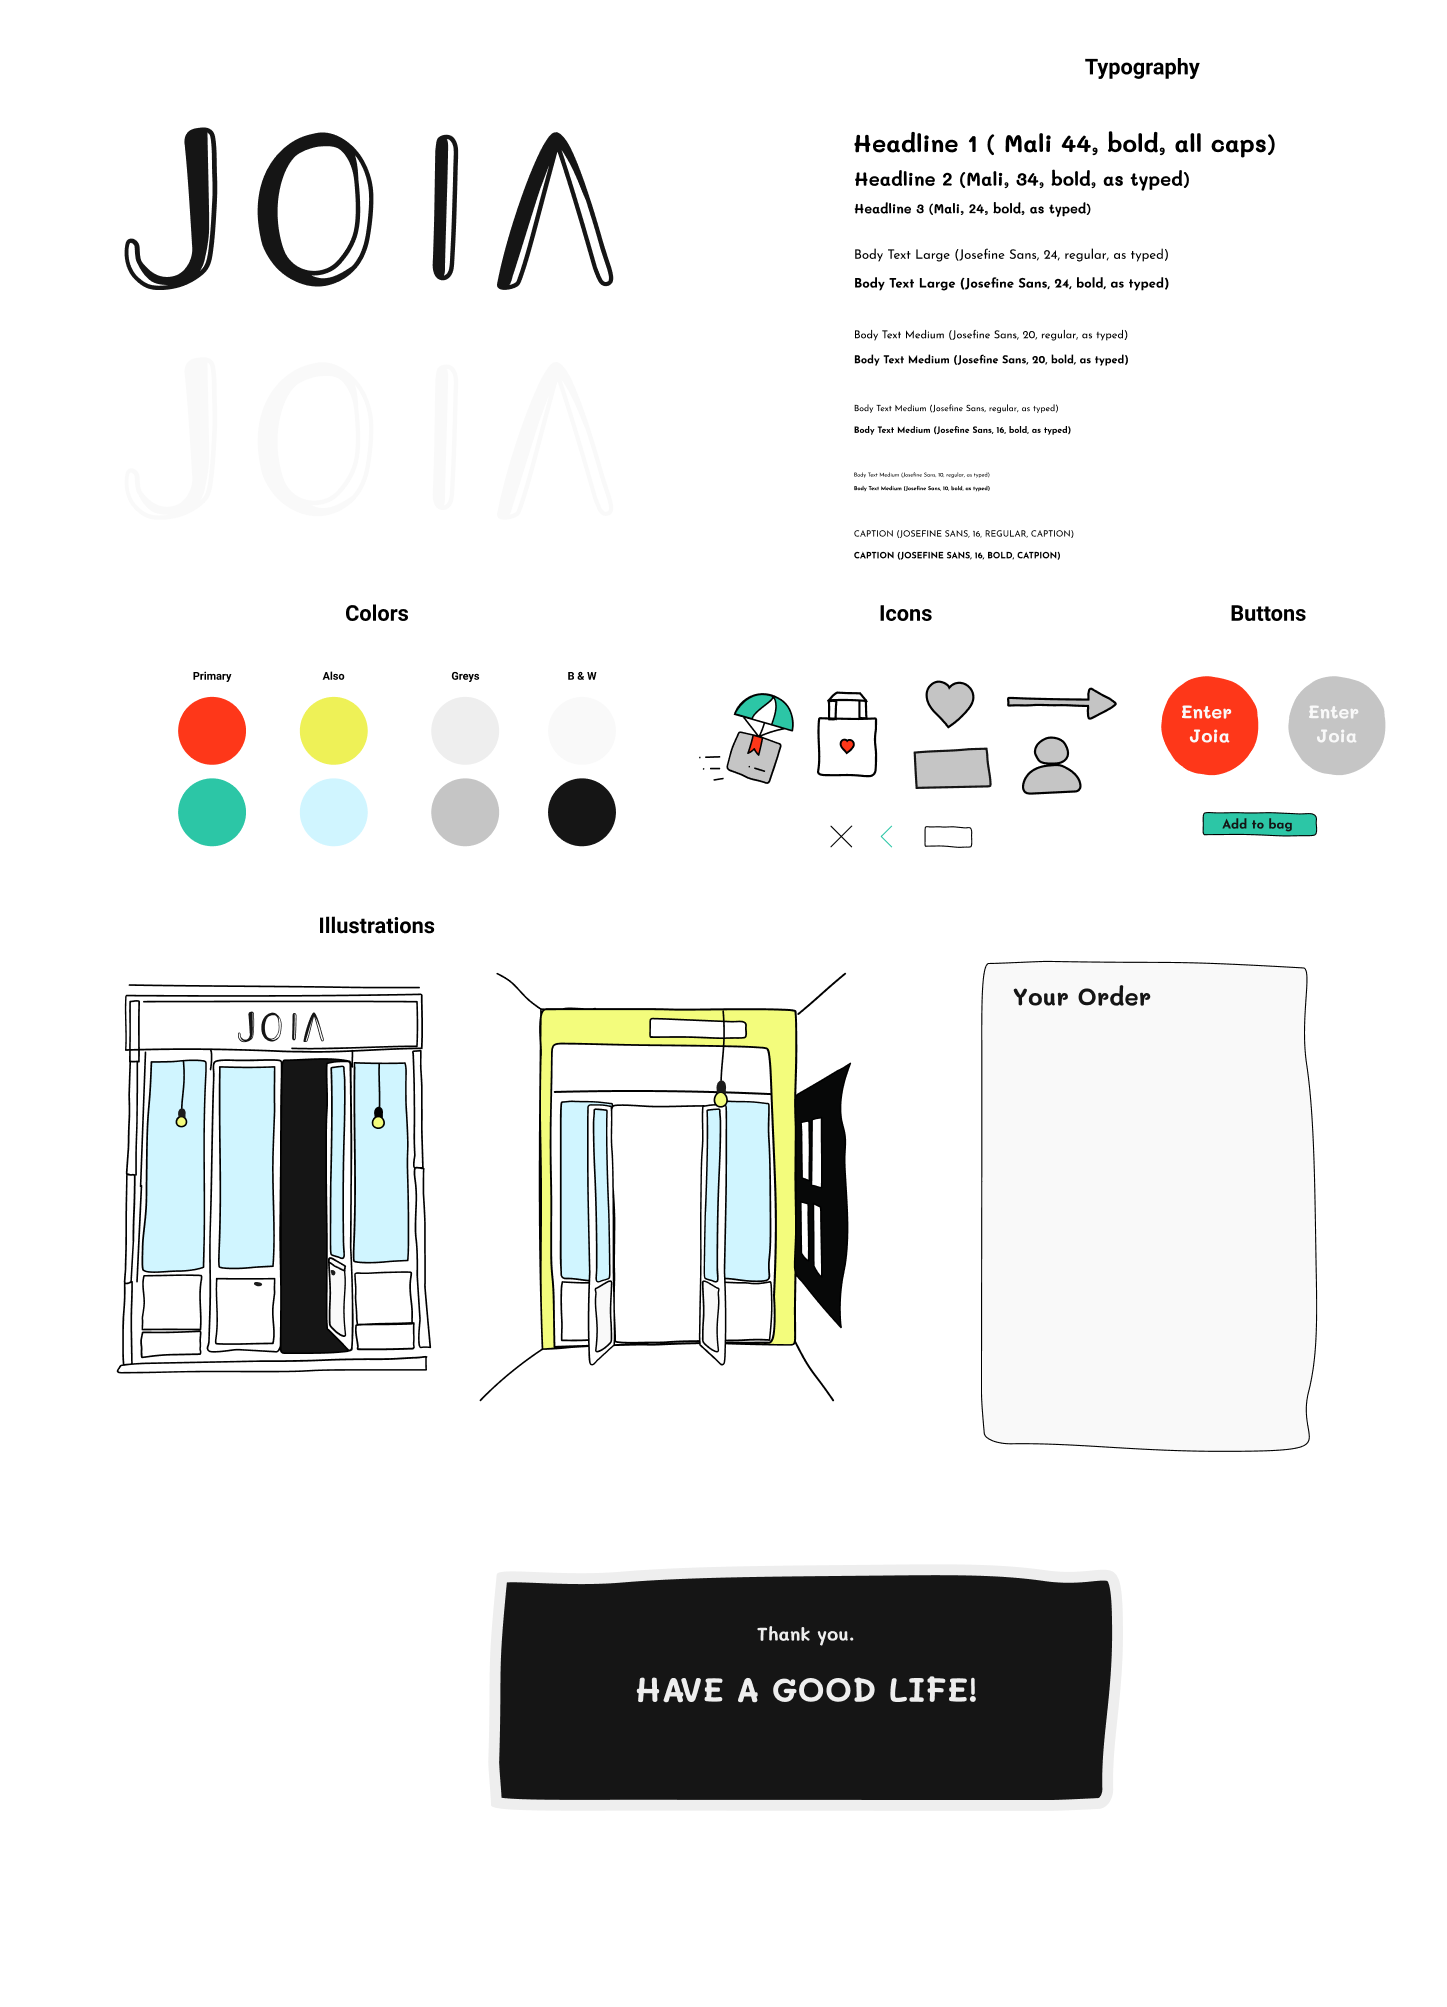 JOIA
JOIA
Typography
Headline 1 ( Mali 44, bold, all caps)
Headline 2 (Mali, 34, bold, as typed)
Headline 3 (Mali, 24, bold, as typed)
Body Text Large (Josefine Sans, 24, regular, as typed)
Body Text Large (Josefine Sans, 24, bold, as typed)
Body Text Medium (Josefine Sans, 20, regular, as typed)
Body Text Medium (Josefine Sans, 20, bold, as typed)
Body Text Medium (Josefine Sans, regular, as typed)
Body Text Medium (Josefine Sans, 16, bold, as typed)
Body Text Medium (Josefine Sans, 10, regular, as typed)
Body Text Medium (Josefine Sans, 10, bold, as typed)
CAPTION (JOSEFINE SANS, 16, REGULAR, CAPTION)
CAPTION (JOSEFINE SANS, 16, BOLD, CATPION)
Colors
Primary
Also
Greys
B & W
Icons
Buttons
Enter
Joia
Enter
Joia
Add to bag
Illustrations
JOIA
Your Order
Thank you.
HAVE A GOOD LIFE!